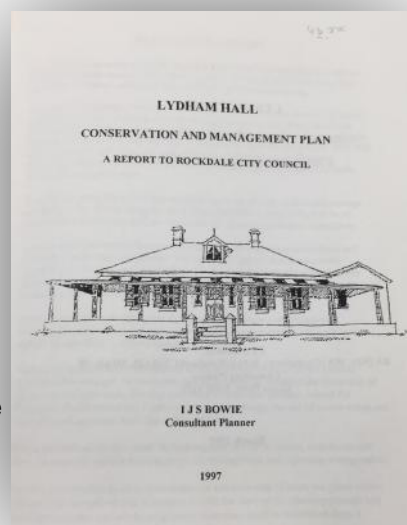 LYDHAM HALL
CONSERVATION AND MANAGEMENT PLAN
A REPORT TO ROCKDALE CITY COUNCIL
I J S BOWIE
Consultant Planner
1997